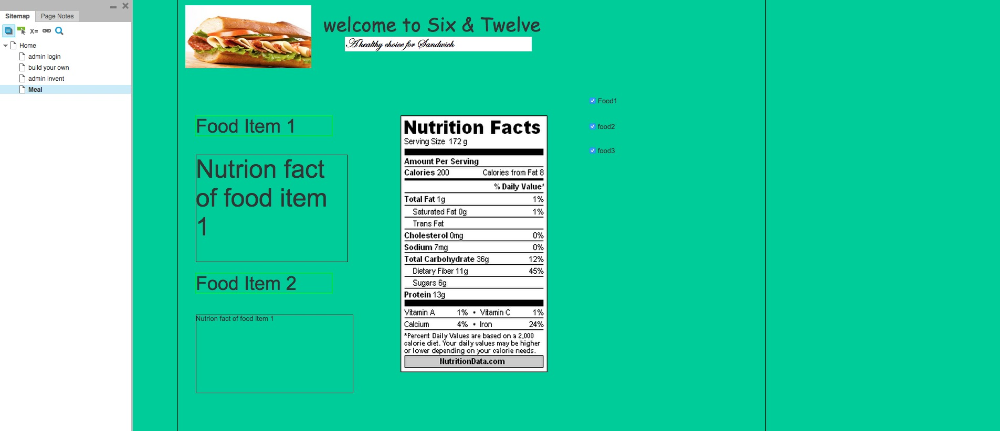 Sitemap
Page Notes
X=
Home
admin login
build your own
admin invent
Meal
welcome to Six & Twelve
A healthy choice for Sandwich
Food Item 1
Nutrion fact
of food item
1
Food Item 2
Nutrion fact of food item 1
Nutrition Facts
Serving Size 172 g
Amount Per Serving
Calories 200 Calories from Fat 8
% Daily Value*
Total Fat 1g 1%
Saturated Fat 0g 1%
Trans Fat
Cholesterol 0mg 0%
Sodium 7mg 0%
Total Carbohydrate 36g 12%
Dietary Fiber 11g 45%
Sugars 6g
Protein 13g
Vitamin A 1% • Vitamin C 1%
Calcium 4% • Iron 24%
*Percent Daily Values are based on a 2,000
calorie diet. Your daily values may be higher
or lower depending on your calorie needs.
NutritionData.com
Food1
food2
food3